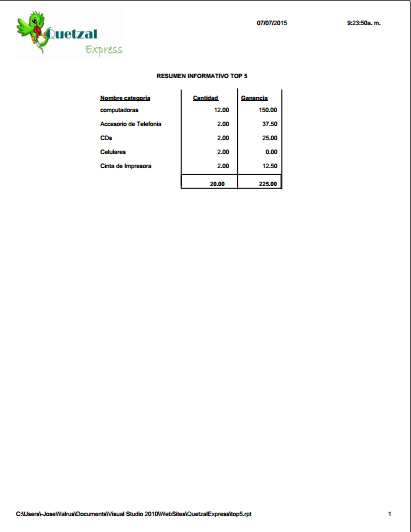 Quetzal
Express
07/07/2015 9:23:50a. m.
RESUMEN INFORMATIVO TOP 5
Nombre categoria Cantidad Ganancia
computadoras 12.00 150.00
Accesorio de Telefonia 2.00 37.50
CDs 2.00 25.00
Celulares 2.00 0.00
Cinta de Impresora 2.00 12.50
20.00 225.00
C:\Users\-JoseWalrus\Documents\Visual Studio 2010\WebSites\QuetzalExpress\top5.rpt 1